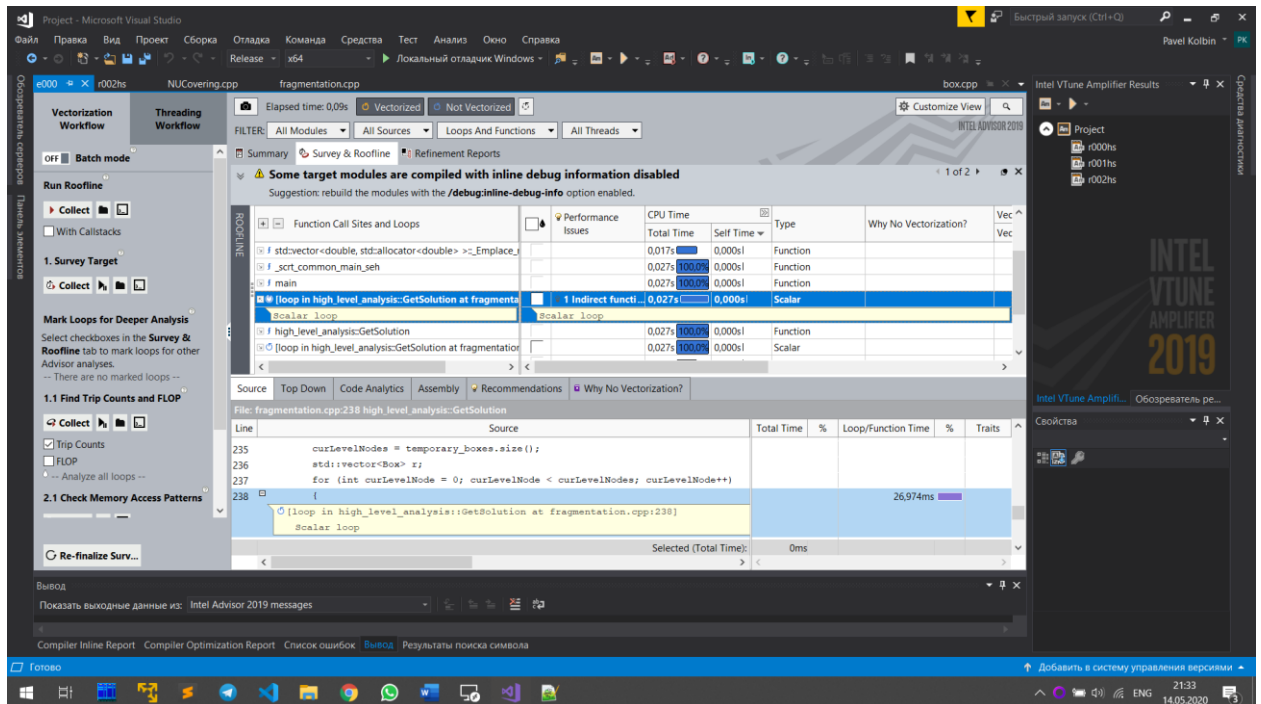 Project - Microsoft Visual Studio
Быстрый запуск (Ctrl+Q)
Файл Правка Вид Проект Сборка Отладка Команда Средства Тест Анализ Окно Справка
Pavel Kolbin PK
Release x64 Локальный отладчик Windows
e000 r002hs NUCovering.cpp fragmentation.cpp box.cpp
Обозреватель серверов
Панель элементов
Vectorization Workflow
Threading Workflow
OFF Batch mode
Run Roofline
Collect
With Callstacks
1. Survey Target
Collect
Mark Loops for Deeper Analysis
Select checkboxes in the Survey &
Roofline tab to mark loops for other
Advisor analyses.
-- There are no marked loops --
1.1 Find Trip Counts and FLOP
Collect
Trip Counts
FLOP
-- Analyze all loops --
2.1 Check Memory Access Patterns
Re-finalize Surv...
Elapsed time: 0,09s Vectorized Not Vectorized
Customize View
FILTER: All Modules All Sources Loops And Functions All Threads
INTEL ADVISOR 2019
Summary Survey & Roofline Refinement Reports
Some target modules are compiled with inline debug information disabled
1 of 2
Suggestion: rebuild the modules with the /debug:inline-debug-info option enabled.
ROOFLINE
Function Call Sites and Loops Performance Issues CPU Time Type Why No Vectorization? Vec
Total Time Self Time Vec
std::vector<double, std::allocator<double> >::_Emplace_r 0,017s 0,000s Function
_scrt_common_main_seh 0,027s 100,0% 0,000s Function
main 0,027s 100,0% 0,000s Function
[loop in high_level_analysis::GetSolution at fragmenta 1 Indirect functi... 0,027s 0,000s Scalar
Scalar loop Scalar loop
high_level_analysis::GetSolution 0,027s 100,0% 0,000s Function
[loop in high_level_analysis::GetSolution at fragmentatior 0,027s 100,0% 0,000s Scalar
Source Top Down Code Analytics Assembly Recommendations Why No Vectorization?
File: fragmentation.cpp:238 high_level_analysis::GetSolution
Line Source Total Time % Loop/Function Time % Traits
235 curLevelNodes = temporary_boxes.size();
236 std::vector<Box> r;
237 for (int curLevelNode = 0; curLevelNode < curLevelNodes; curLevelNode++)
238 { 26,974ms
[loop in high_level_analysis::GetSolution at fragmentation.cpp:238]
Scalar loop
Selected (Total Time): 0ms
Intel VTune Amplifier Results
Project
r000hs
r001hs
r002hs
INTEL
VTUNE
AMPLIFIER
2019
Intel VTune Amplifi... Обозреватель ре...
Свойства
Средства диагностики
Вывод
Показать выходные данные из: Intel Advisor 2019 messages
Compiler Inline Report Compiler Optimization Report Список ошибок Вывод Результаты поиска символа
Готово
Добавить в систему управления версиями
ENG
21:33
14.05.2020
3